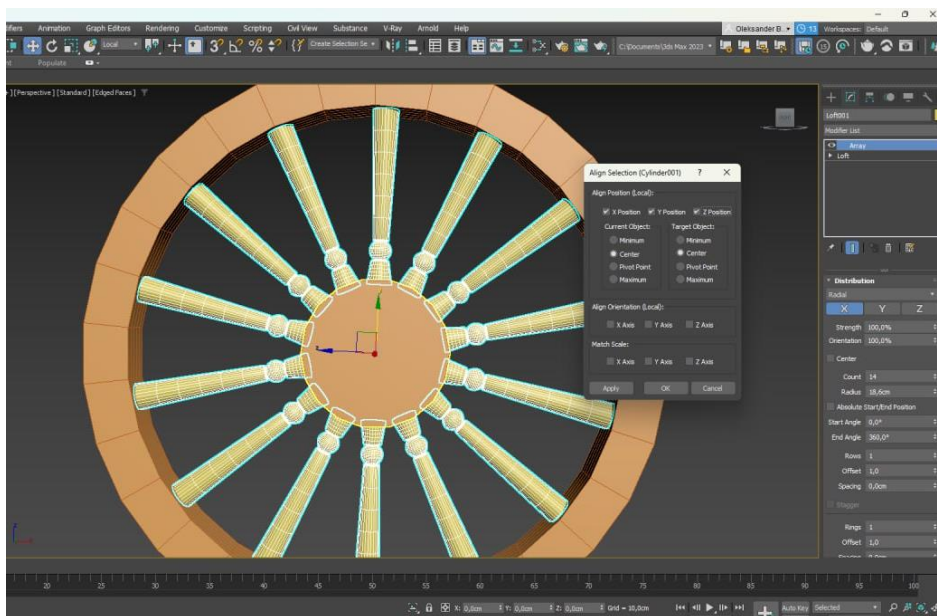 ifiers Animation Graph Editors Rendering Customize Scripting Civil View Substance V-Ray Arnold Help Oleksander B. 13 Workspaces: Default
Local Create Selection Se C:\Documents\3ds Max 2023
nt Populate
+ ] [Perspective ] [Standard ] [Edged Faces ]
Loft001
Modifier List
Array
Loft
Align Selection (Cylinder001) ? X
Align Position (Local):
X Position Y Position Z Position
Current Object: Target Object:
Minimum Minimum
Center Center
Pivot Point Pivot Point
Maximum Maximum
Align Orientation (Local):
X Axis Y Axis Z Axis
Match Scale:
X Axis Y Axis Z Axis
Apply OK Cancel
Distribution
Radial
X Y Z
Strength 100,0%
Orientation 100,0%
Center
Count 14
Radius 18,6cm
Absolute Start/End Position
Start Angle 0,0°
End Angle 360,0°
Rows 1
Offset 1,0
Spacing 0,0cm
Stagger
Rings 1
Offset 1,0
20 25 30 35 40 45 50 55 60 65 70 75 80 85 90 95 100
X: 0,0cm Y: 0,0cm Z: 0,0cm Grid = 10,0cm Auto Key Selected